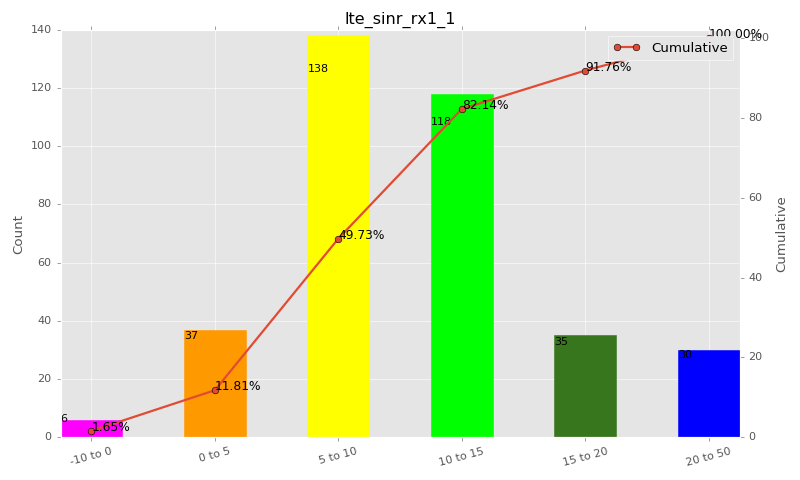 lte_sinr_rx1_1
140
120
100
80
60
40
20
0
Count
100
80
60
40
20
0
Cumulative
Cumulative
6
37
138
118
35
30
1.65%
11.81%
49.73%
82.14%
91.76%
100.00%
-10 to 0
0 to 5
5 to 10
10 to 15
15 to 20
20 to 50